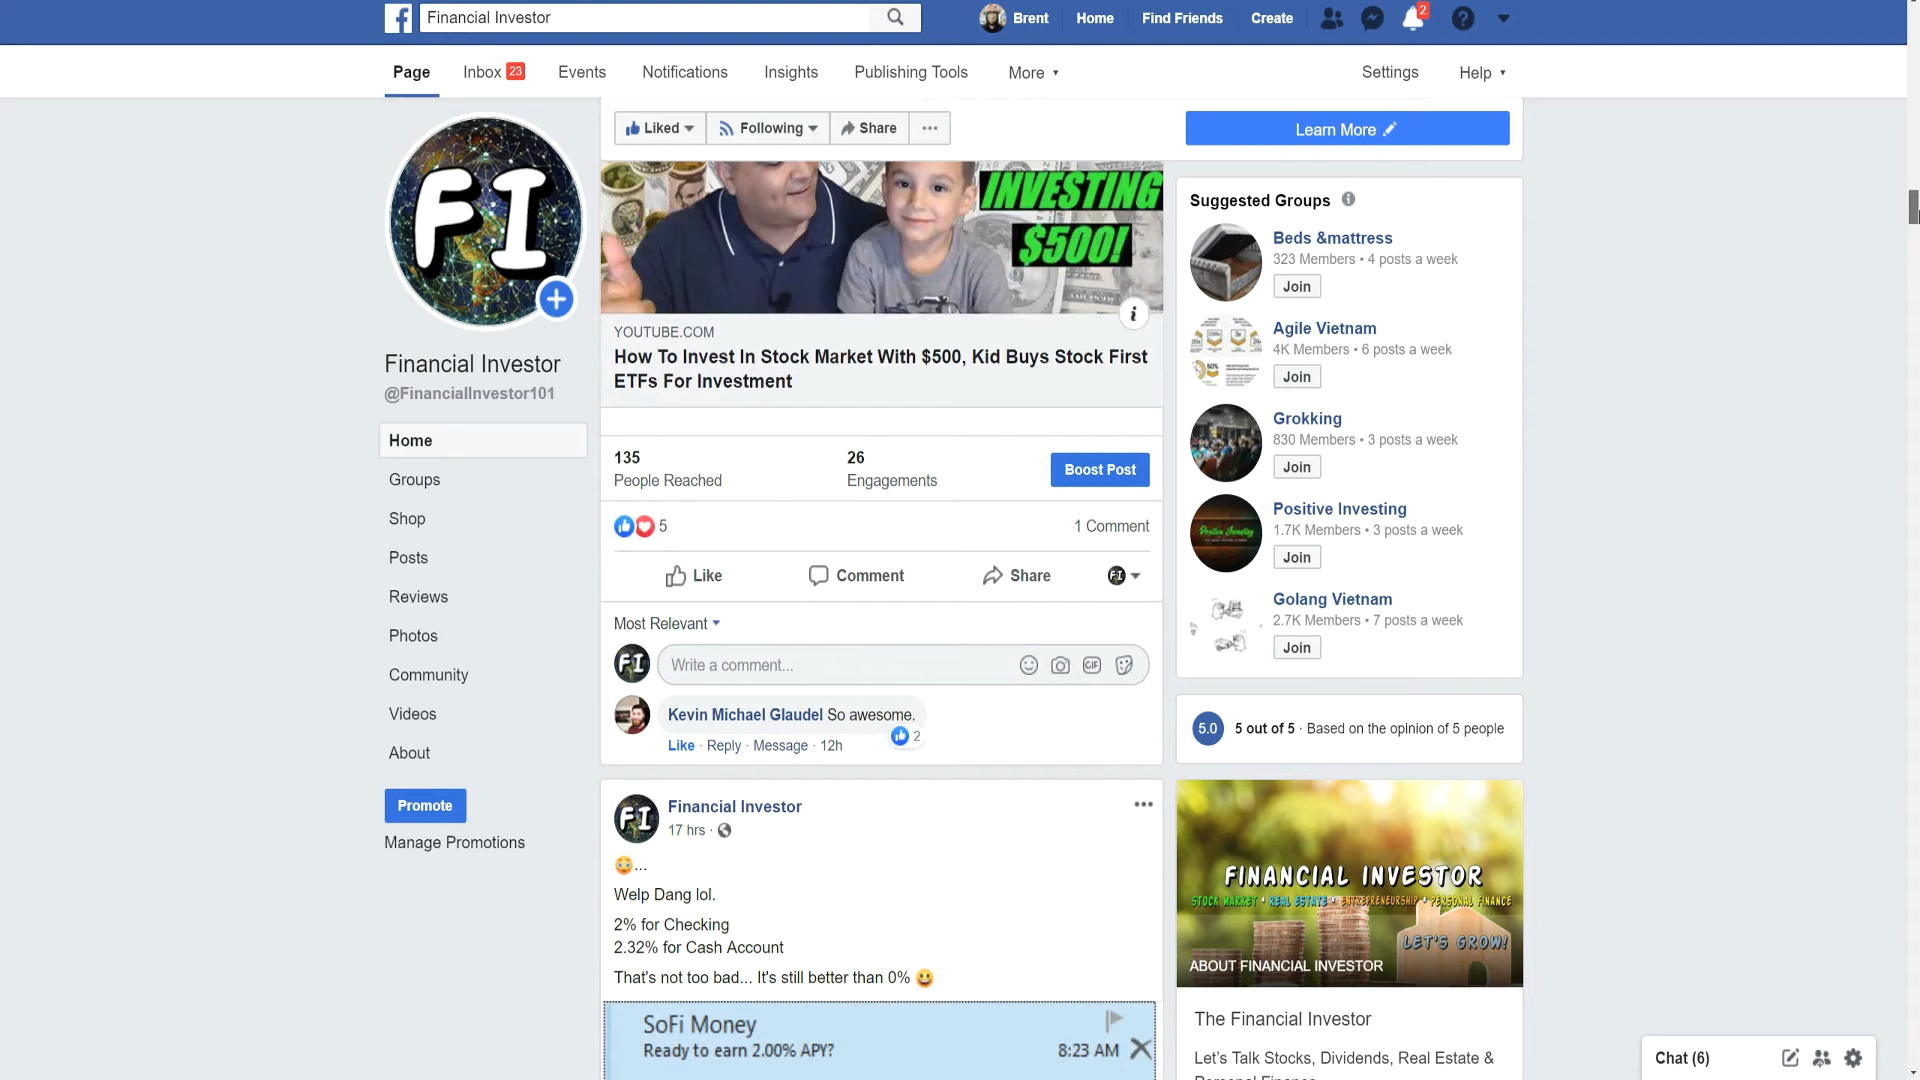 Financial Investor
Brent
Home
Find Friends
Create
2
Page
Inbox 23
Events
Notifications
Insights
Publishing Tools
More
Settings
Help
Liked
Following
Share
Learn More
FI
Financial Investor
@FinancialInvestor101
Home
Groups
Shop
Posts
Reviews
Photos
Community
Videos
About
Promote
Manage Promotions
INVESTING
$500!
YOUTUBE.COM
How To Invest In Stock Market With $500, Kid Buys Stock First
ETFs For Investment
135
People Reached
26
Engagements
Boost Post
5
1 Comment
Like
Comment
Share
FI
Most Relevant
FI
Write a comment...
GIF
Kevin Michael Glaudel So awesome.
2
Like · Reply · Message · 12h
FI
Financial Investor
17 hrs ·
😳...
Welp Dang lol.
2% for Checking
2.32% for Cash Account
That's not too bad... It's still better than 0% 😀
SoFi Money
Ready to earn 2.00% APY?
8:23 AM
Suggested Groups
Beds &mattress
323 Members • 4 posts a week
Join
Agile Vietnam
4K Members • 6 posts a week
Join
Grokking
830 Members • 3 posts a week
Join
Positive Investing
Positive Investing
1.7K Members • 3 posts a week
Join
Golang Vietnam
2.7K Members • 7 posts a week
Join
5.0
5 out of 5 · Based on the opinion of 5 people
FINANCIAL INVESTOR
STOCK MARKET * REAL ESTATE * ENTREPRENEURSHIP * PERSONAL FINANCE
LET'S GROW!
ABOUT FINANCIAL INVESTOR
The Financial Investor
Let's Talk Stocks, Dividends, Real Estate &
Chat (6)